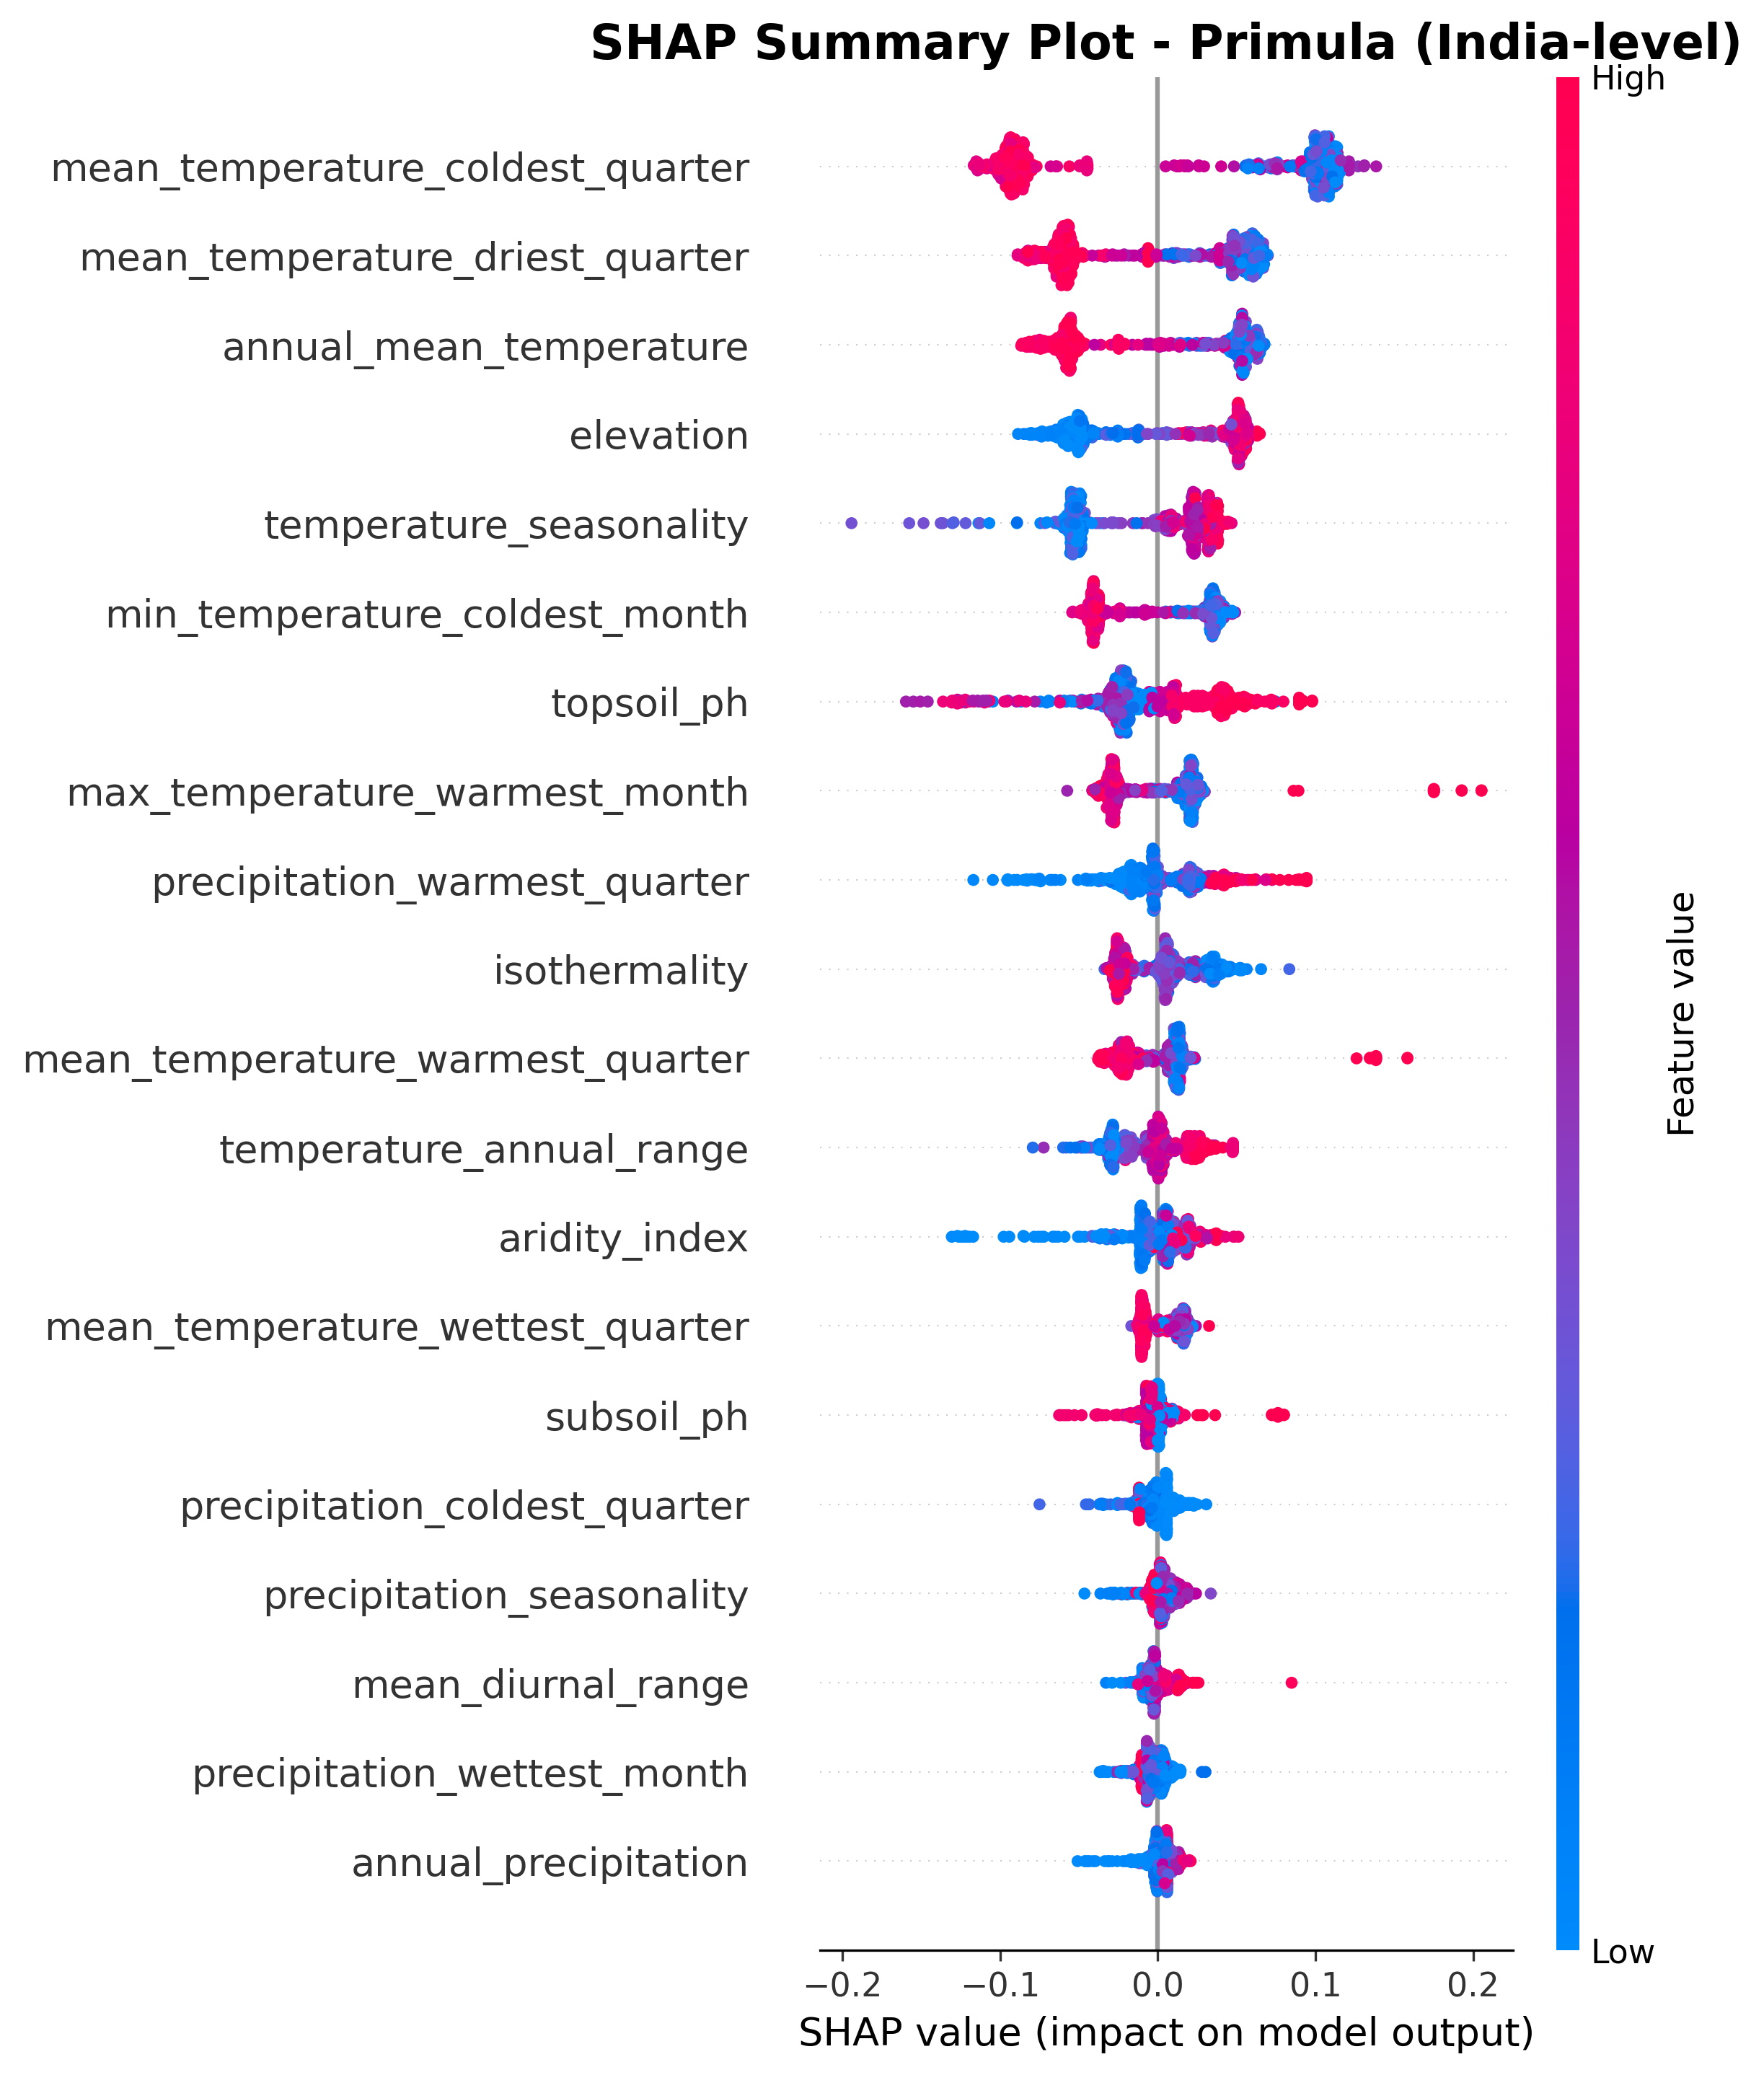 SHAP Summary Plot - Primula (India-level)
High
mean_temperature_coldest_quarter
mean_temperature_driest_quarter
annual_mean_temperature
elevation
temperature_seasonality
min_temperature_coldest_month
topsoil_ph
max_temperature_warmest_month
precipitation_warmest_quarter
isothermality
mean_temperature_warmest_quarter
temperature_annual_range
aridity_index
mean_temperature_wettest_quarter
subsoil_ph
precipitation_coldest_quarter
precipitation_seasonality
mean_diurnal_range
precipitation_wettest_month
annual_precipitation
Feature value
Low
−0.2 −0.1 0.0 0.1 0.2
SHAP value (impact on model output)